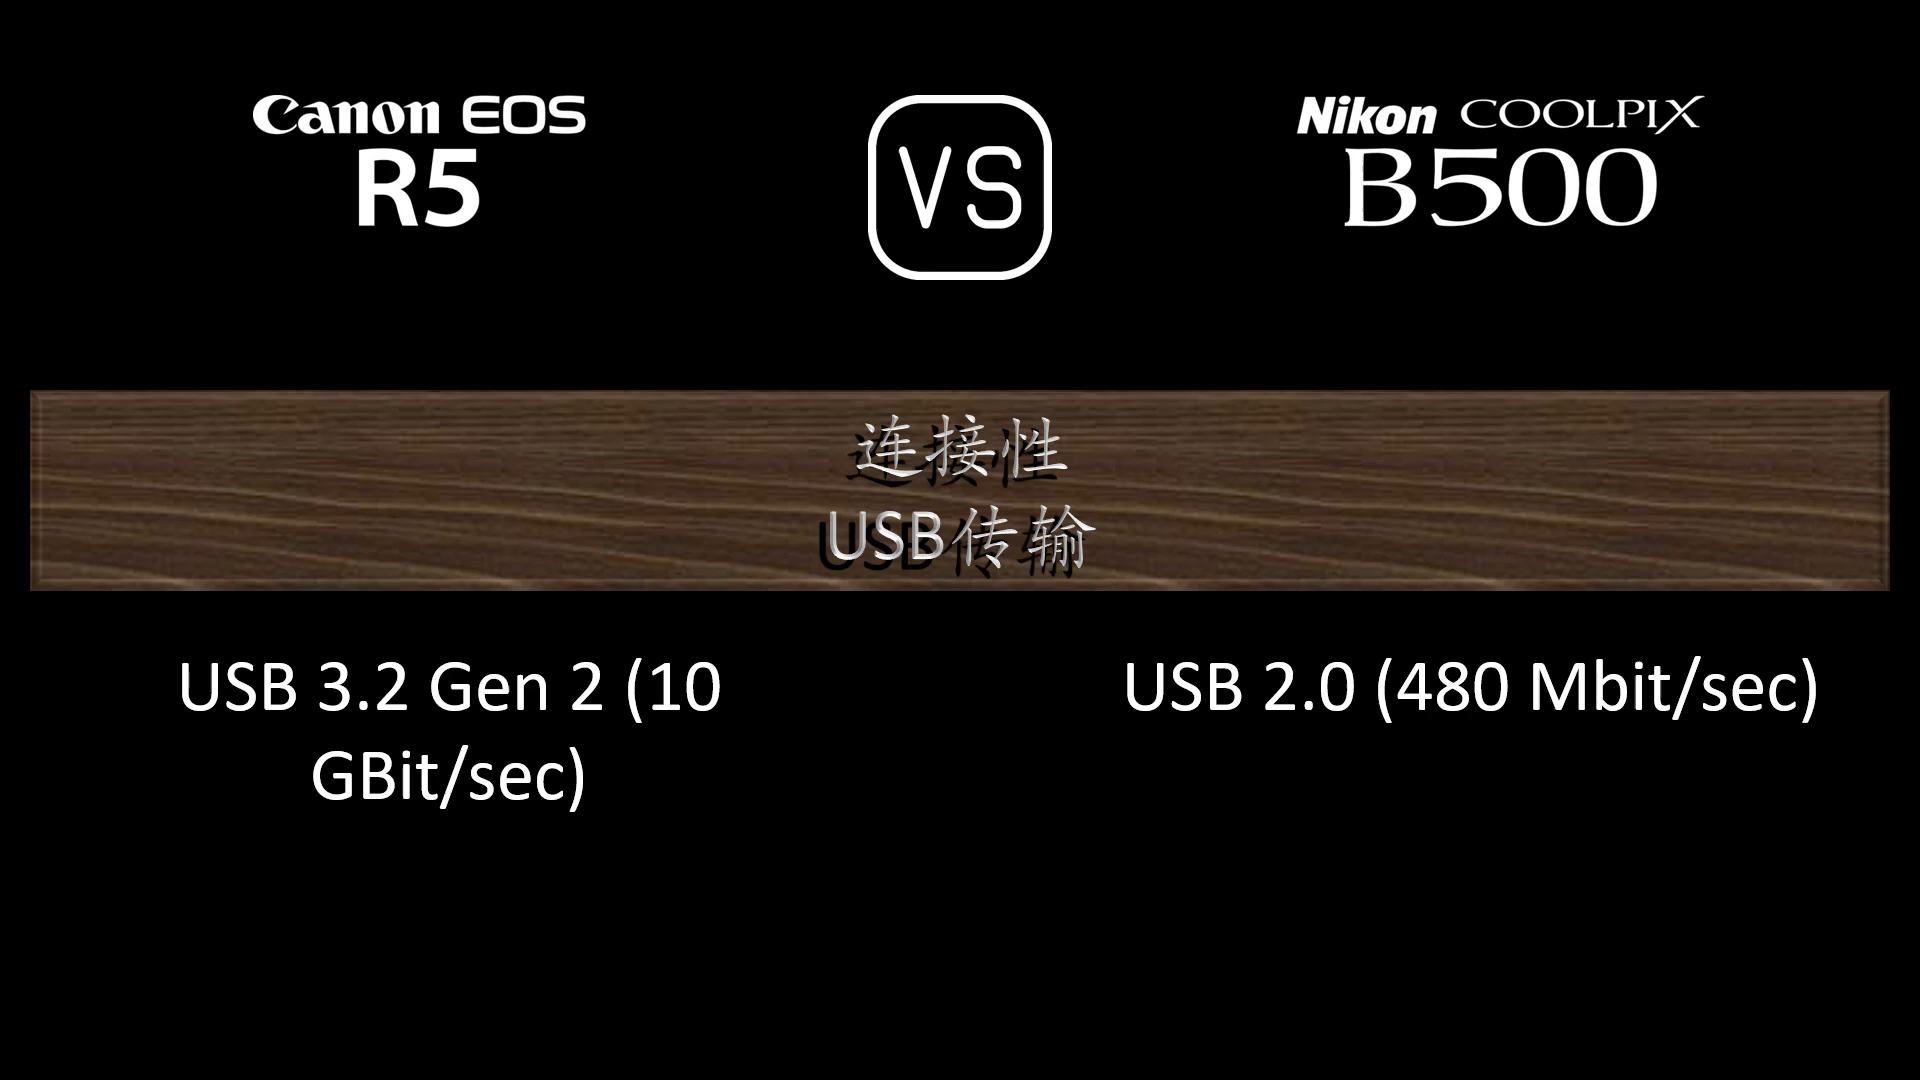 Canon EOS
R5
VS
Nikon COOLPIX
B500
连接性
USB传输
USB 3.2 Gen 2 (10
GBit/sec)
USB 2.0 (480 Mbit/sec)